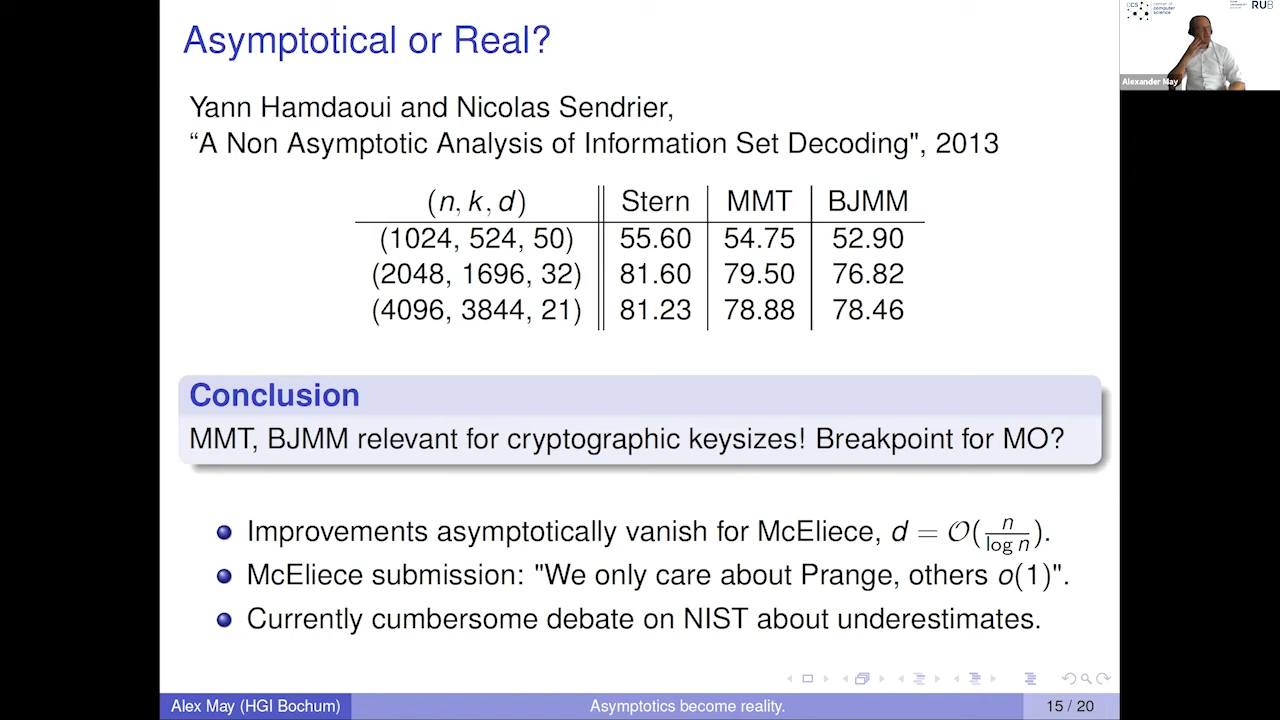 Asymptotical or Real?
Yann Hamdaoui and Nicolas Sendrier,
“A Non Asymptotic Analysis of Information Set Decoding", 2013
(n, k, d) Stern MMT BJMM
(1024, 524, 50) 55.60 54.75 52.90
(2048, 1696, 32) 81.60 79.50 76.82
(4096, 3844, 21) 81.23 78.88 78.46
Conclusion
MMT, BJMM relevant for cryptographic keysizes! Breakpoint for MO?
Improvements asymptotically vanish for McEliece, d = O(n/log n).
McEliece submission: "We only care about Prange, others o(1)".
Currently cumbersome debate on NIST about underestimates.
Alex May (HGI Bochum) Asymptotics become reality. 15 / 20
center of
computer
science
RUB
Alexander May